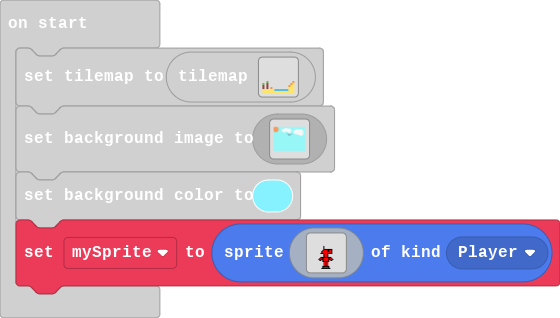 on start
set tilemap to tilemap
set background image to
set background color to
set mySprite to sprite of kind Player